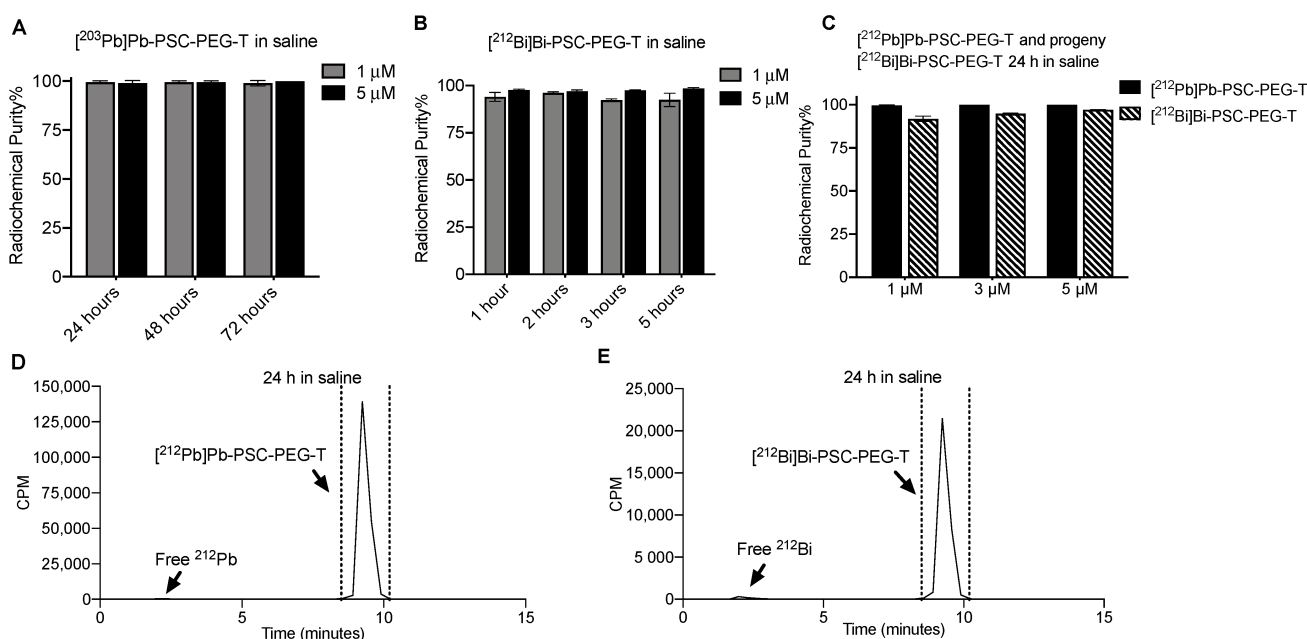 A
[²⁰³Pb]Pb-PSC-PEG-T in saline
1 μM
5 μM
Radiochemical Purity%
100
75
50
25
0
24 hours
48 hours
72 hours
B
[²¹²Bi]Bi-PSC-PEG-T in saline
1 μM
5 μM
Radiochemical Purity%
100
75
50
25
0
1 hour
2 hours
3 hours
5 hours
C
[²¹²Pb]Pb-PSC-PEG-T and progeny
[²¹²Bi]Bi-PSC-PEG-T 24 h in saline
[²¹²Pb]Pb-PSC-PEG-T
[²¹²Bi]Bi-PSC-PEG-T
Radiochemical Purity%
100
75
50
25
0
1 μM
3 μM
5 μM
D
24 h in saline
150,000
125,000
100,000
75,000
50,000
25,000
0
CPM
[²¹²Pb]Pb-PSC-PEG-T
Free ²¹²Pb
0
5
10
15
Time (minutes)
E
24 h in saline
25,000
20,000
15,000
10,000
5 000
0
CPM
[²¹²Bi]Bi-PSC-PEG-T
Free ²¹²Bi
0
5
10
15
Time (minutes)